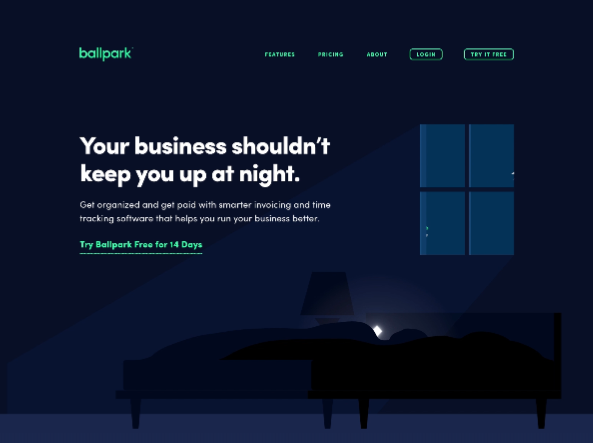 ballpark
FEATURES
PRICING
ABOUT
LOGIN
TRY IT FREE
Your business shouldn't
keep you up at night.
Get organized and get paid with smarter invoicing and time
tracking software that helps you run your business better.
Try Ballpark Free for 14 Days